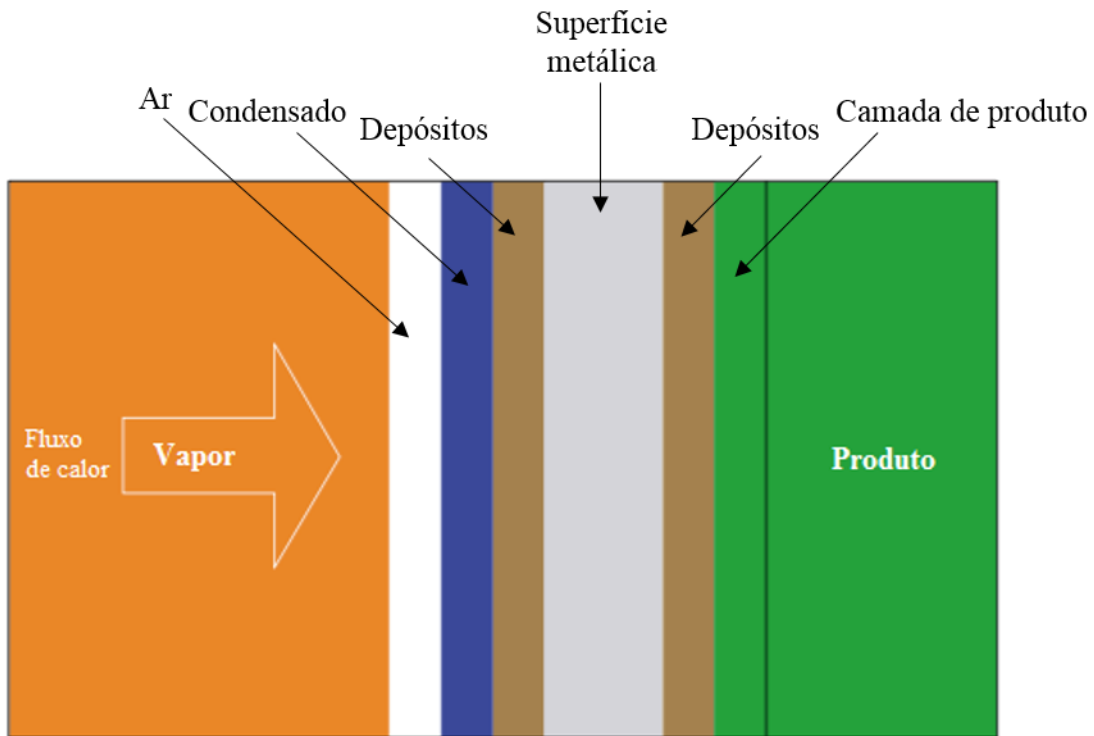 Superfície
metálica
Ar
Condensado
Depósitos
Depósitos
Camada de produto
Fluxo
de calor
Vapor
Produto